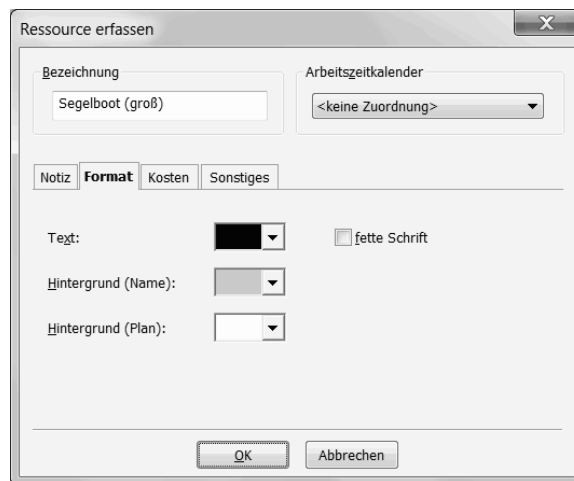 Ressource erfassen
Bezeichnung
Segelboot (groß)
Arbeitszeitkalender
<keine Zuordnung>
Notiz Format Kosten Sonstiges
Text:
fette Schrift
Hintergrund (Name):
Hintergrund (Plan):
OK Abbrechen